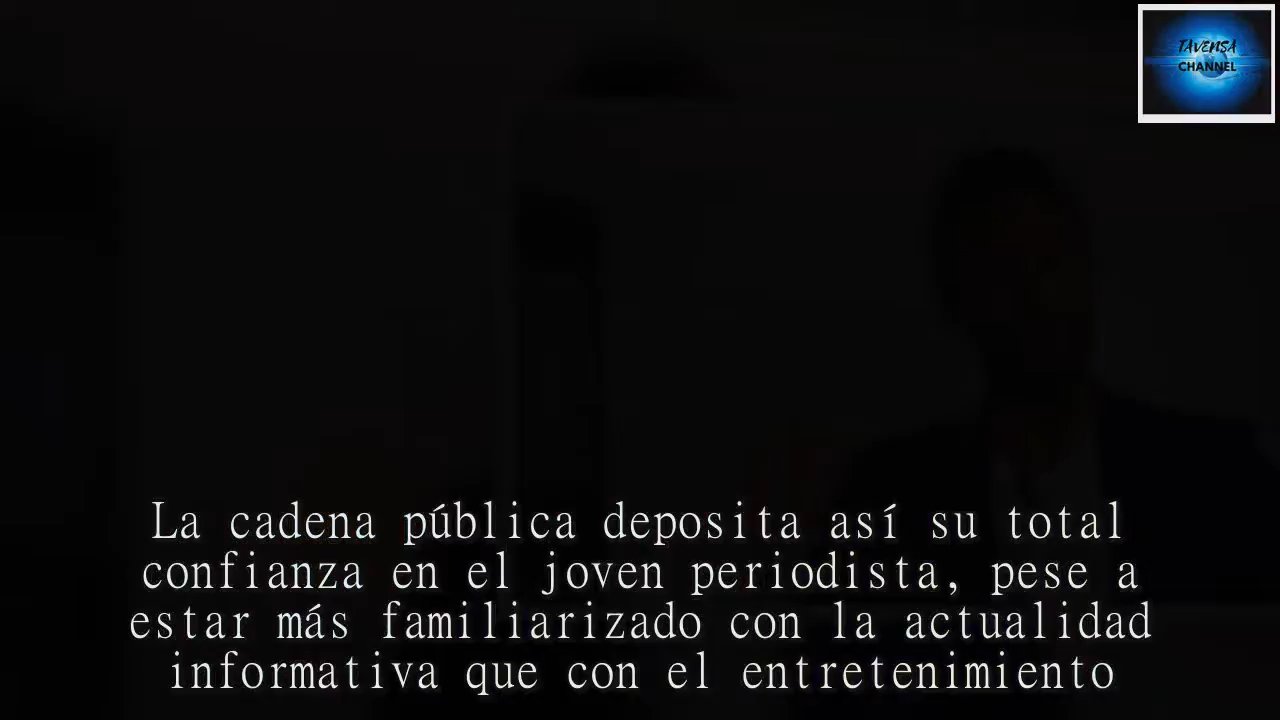 TAVENSA
CHANNEL
La cadena pública deposita así su total
confianza en el joven periodista, pese a
estar más familiarizado con la actualidad
informativa que con el entretenimiento